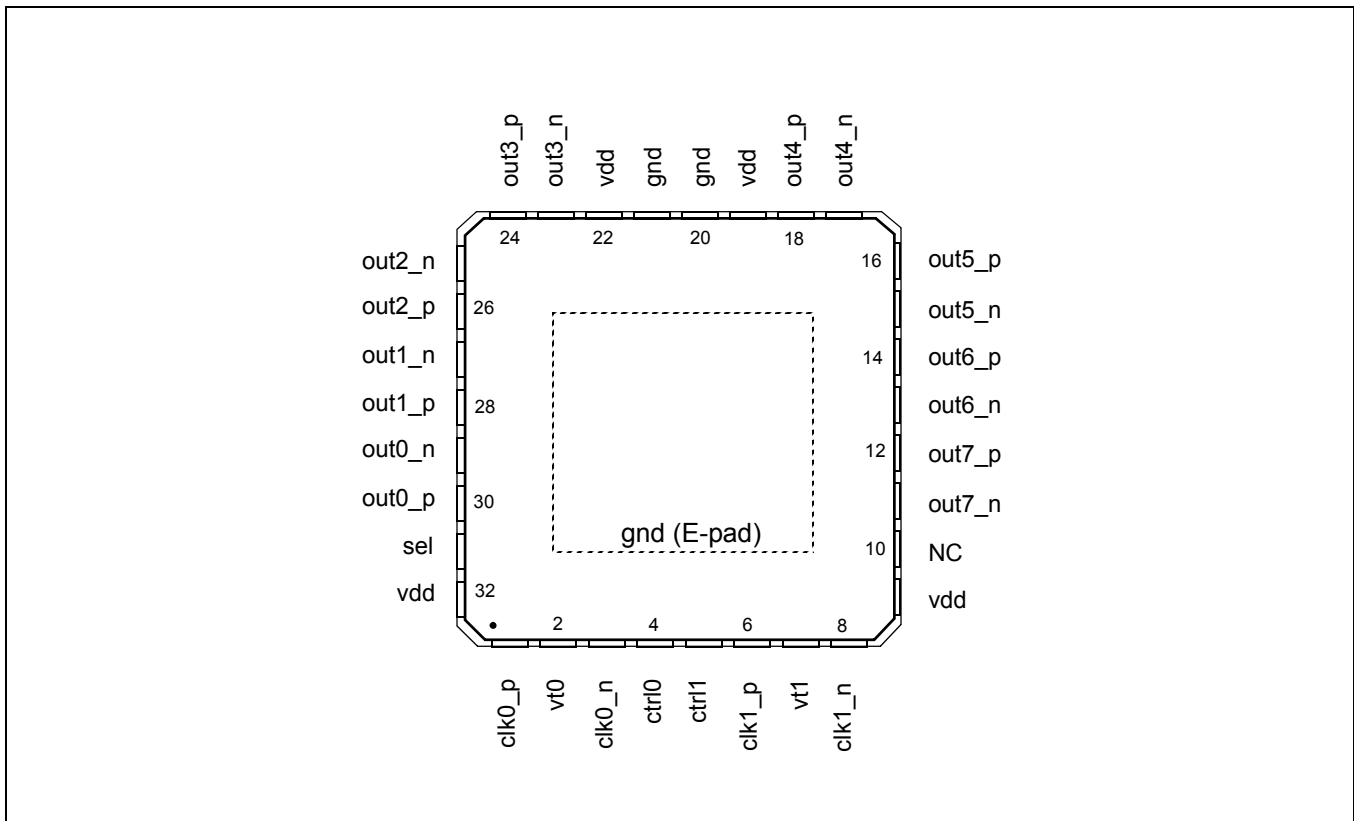 out3_p
out3_n
vdd
gnd
gnd
vdd
out4_p
out4_n
24
22
20
18
out2_n
16
out5_p
out2_p
26
out5_n
out1_n
14
out6_p
out1_p
28
out6_n
out0_n
12
out7_p
out0_p
30
out7_n
gnd (E-pad)
sel
10
NC
vdd
32
vdd
2
4
6
8
clk0_p
vt0
clk0_n
ctrl0
ctrl1
clk1_p
vt1
clk1_n